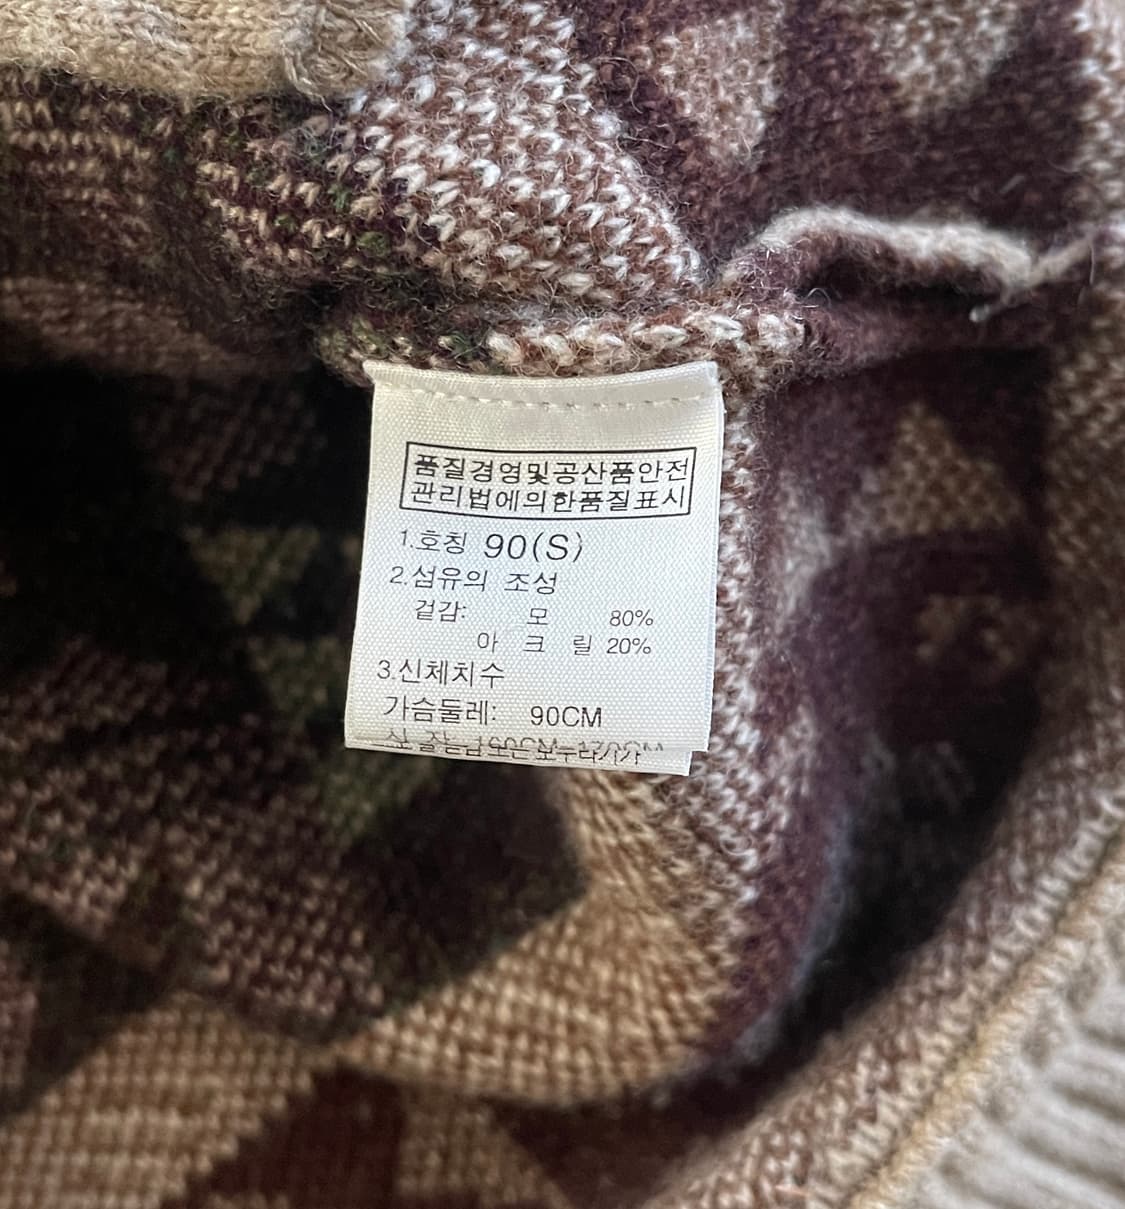 품질경영및공산품안전
관리법에의한품질표시
1.호칭 90(S)
2.섬유의 조성
겉감: 모 80%
아 크 릴 20%
3.신체치수
가슴둘레: 90CM